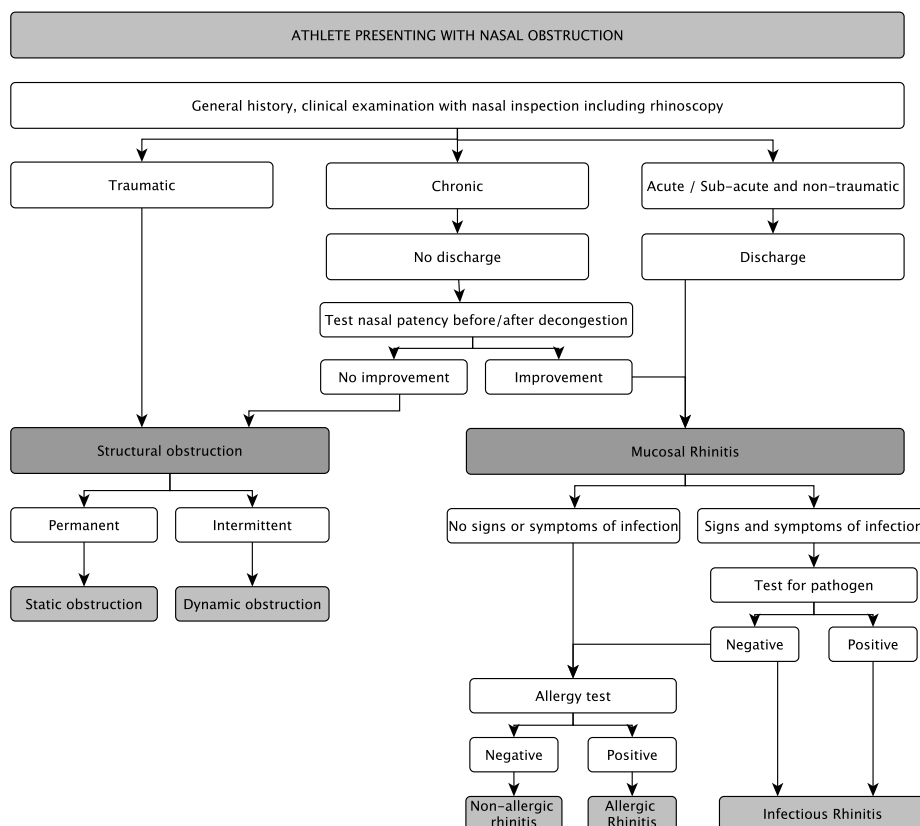 ATHLETE PRESENTING WITH NASAL OBSTRUCTION
General history, clinical examination with nasal inspection including rhinoscopy
Traumatic
Chronic
Acute / Sub-acute and non-traumatic
No discharge
Discharge
Test nasal patency before/after decongestion
No improvement
Improvement
Structural obstruction
Mucosal Rhinitis
Permanent
Intermittent
No signs or symptoms of infection
Signs and symptoms of infection
Static obstruction
Dynamic obstruction
Test for pathogen
Negative
Positive
Allergy test
Negative
Positive
Non-allergic
rhinitis
Allergic
Rhinitis
Infectious Rhinitis